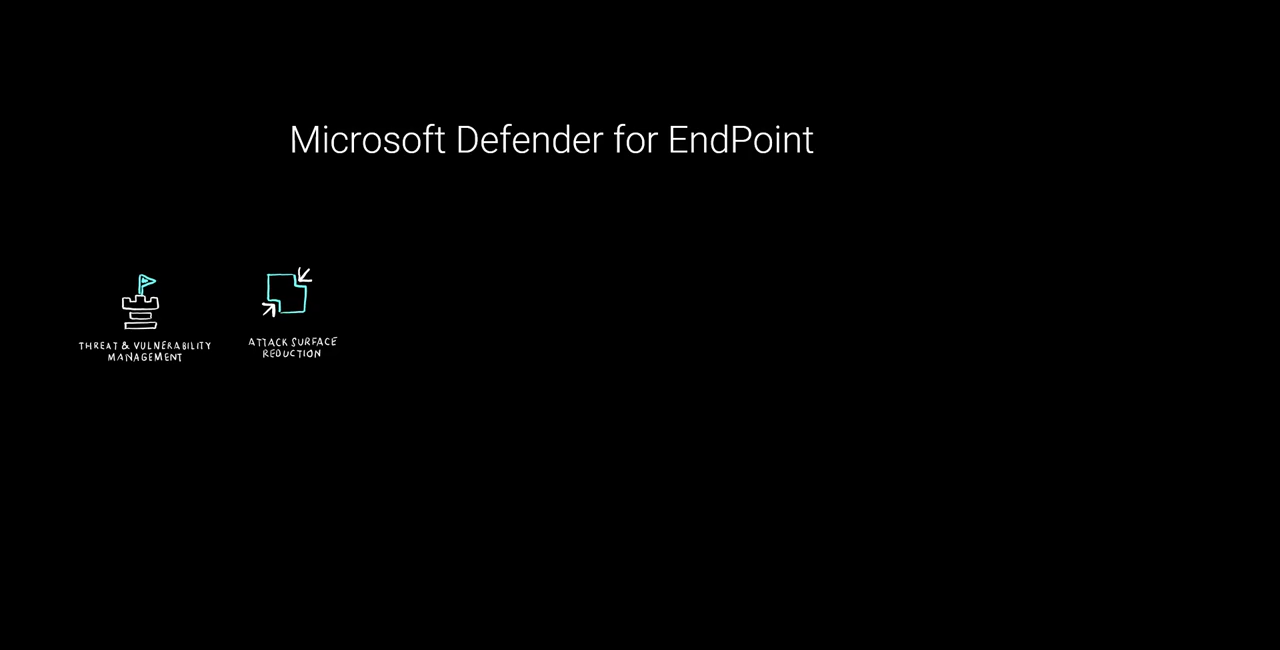 Microsoft Defender for EndPoint
THREAT & VULNERABILITY
MANAGEMENT
ATTACK SURFACE
REDUCTION